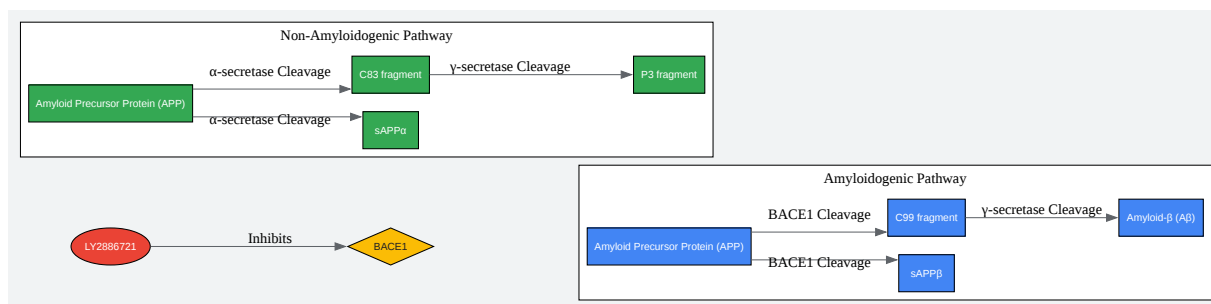 Non-Amyloidogenic Pathway
α-secretase Cleavage
C83 fragment
γ-secretase Cleavage
P3 fragment
Amyloid Precursor Protein (APP)
α-secretase Cleavage
sAPPα
Amyloidogenic Pathway
BACE1 Cleavage
C99 fragment
γ-secretase Cleavage
Amyloid-β (Aβ)
Amyloid Precursor Protein (APP)
BACE1 Cleavage
sAPPβ
LY2886721
Inhibits
BACE1